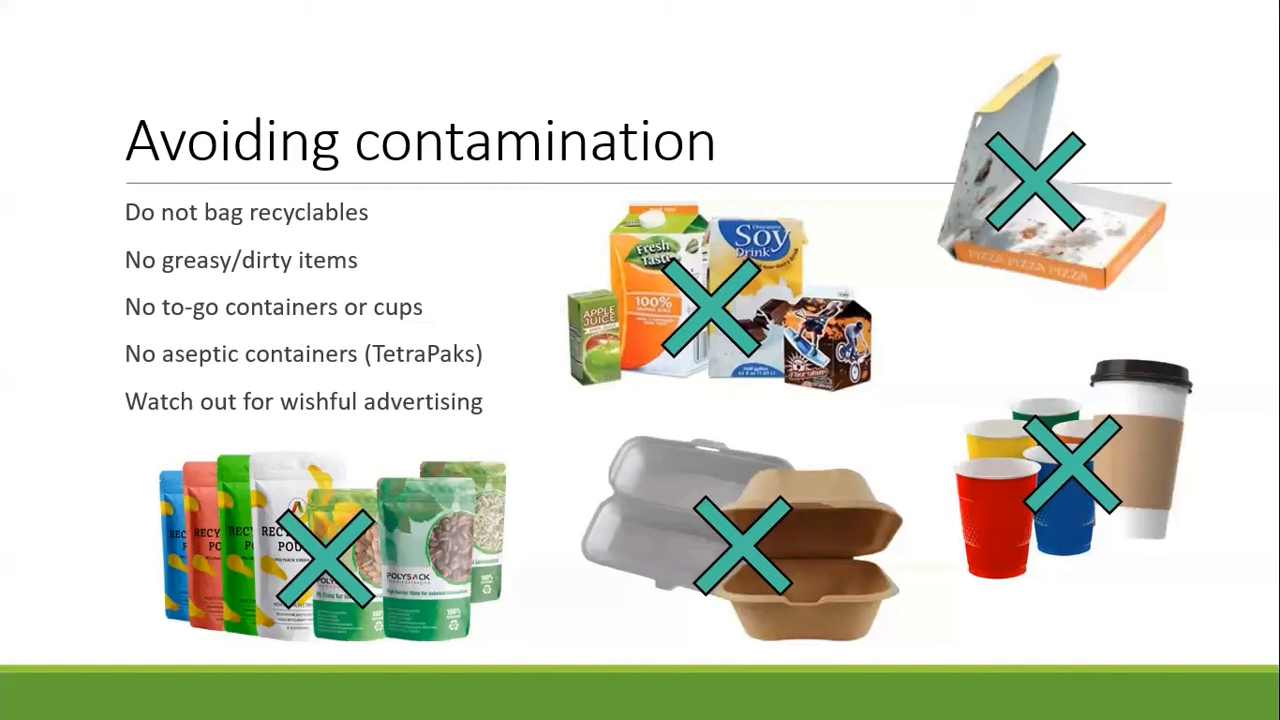 Avoiding contamination
Do not bag recyclables
No greasy/dirty items
No to-go containers or cups
No aseptic containers (TetraPaks)
Watch out for wishful advertising
PIZZA PIZZA PIZZA
Fresh
Taste
100%
APPLE
JUICE
Soy
Drink
POLYSACK
100%